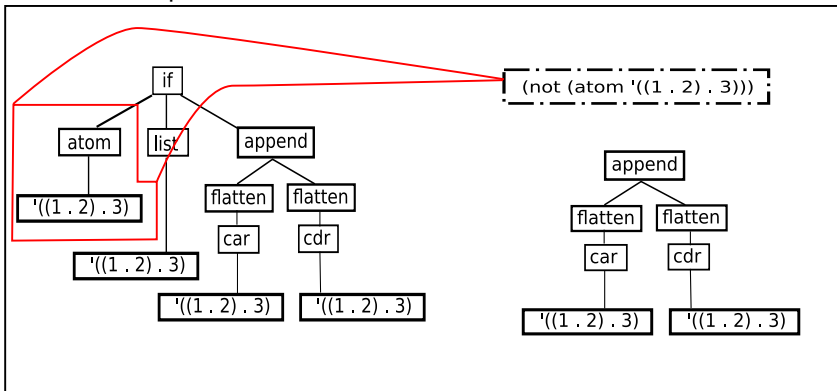 if
(not (atom '((1 . 2) . 3)))
atom
list
append
'((1 . 2) . 3)
flatten
flatten
car
cdr
'((1 . 2) . 3)
'((1 . 2) . 3)
'((1 . 2) . 3)
append
flatten
flatten
car
cdr
'((1 . 2) . 3)
'((1 . 2) . 3)